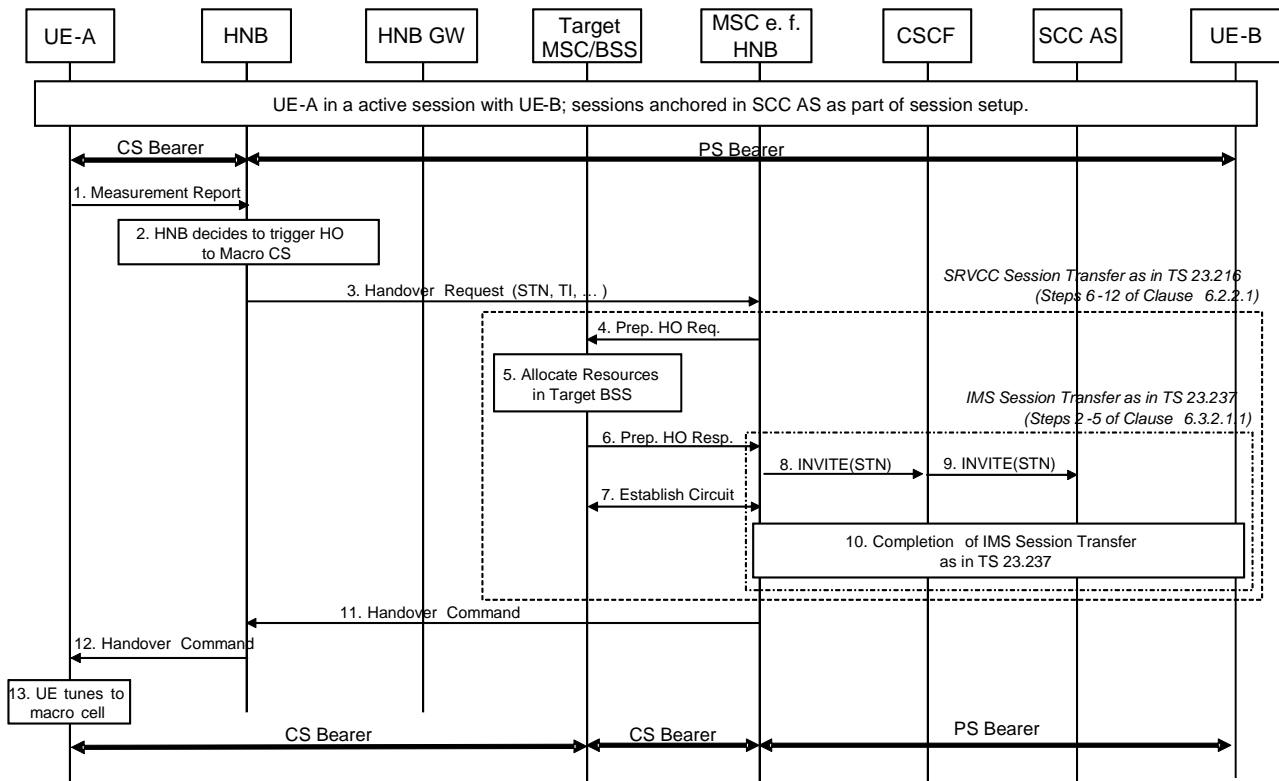 UE-A
HNB
HNB GW
Target
MSC/BSS
MSC e. f.
HNB
CSCF
SCC AS
UE-B
UE-A in a active session with UE-B; sessions anchored in SCC AS as part of session setup.
CS Bearer
PS Bearer
1. Measurement Report
2. HNB decides to trigger HO
to Macro CS
SRVCC Session Transfer as in TS 23.216
(Steps 6-12 of Clause 6.2.2.1)
3. Handover Request (STN, TI, … )
4. Prep. HO Req.
5. Allocate Resources
in Target BSS
IMS Session Transfer as in TS 23.237
(Steps 2-5 of Clause 6.3.2.1.1)
6. Prep. HO Resp.
8. INVITE(STN)
9. INVITE(STN)
7. Establish Circuit
10. Completion of IMS Session Transfer
as in TS 23.237
11. Handover Command
12. Handover Command
13. UE tunes to
macro cell
CS Bearer
CS Bearer
PS Bearer